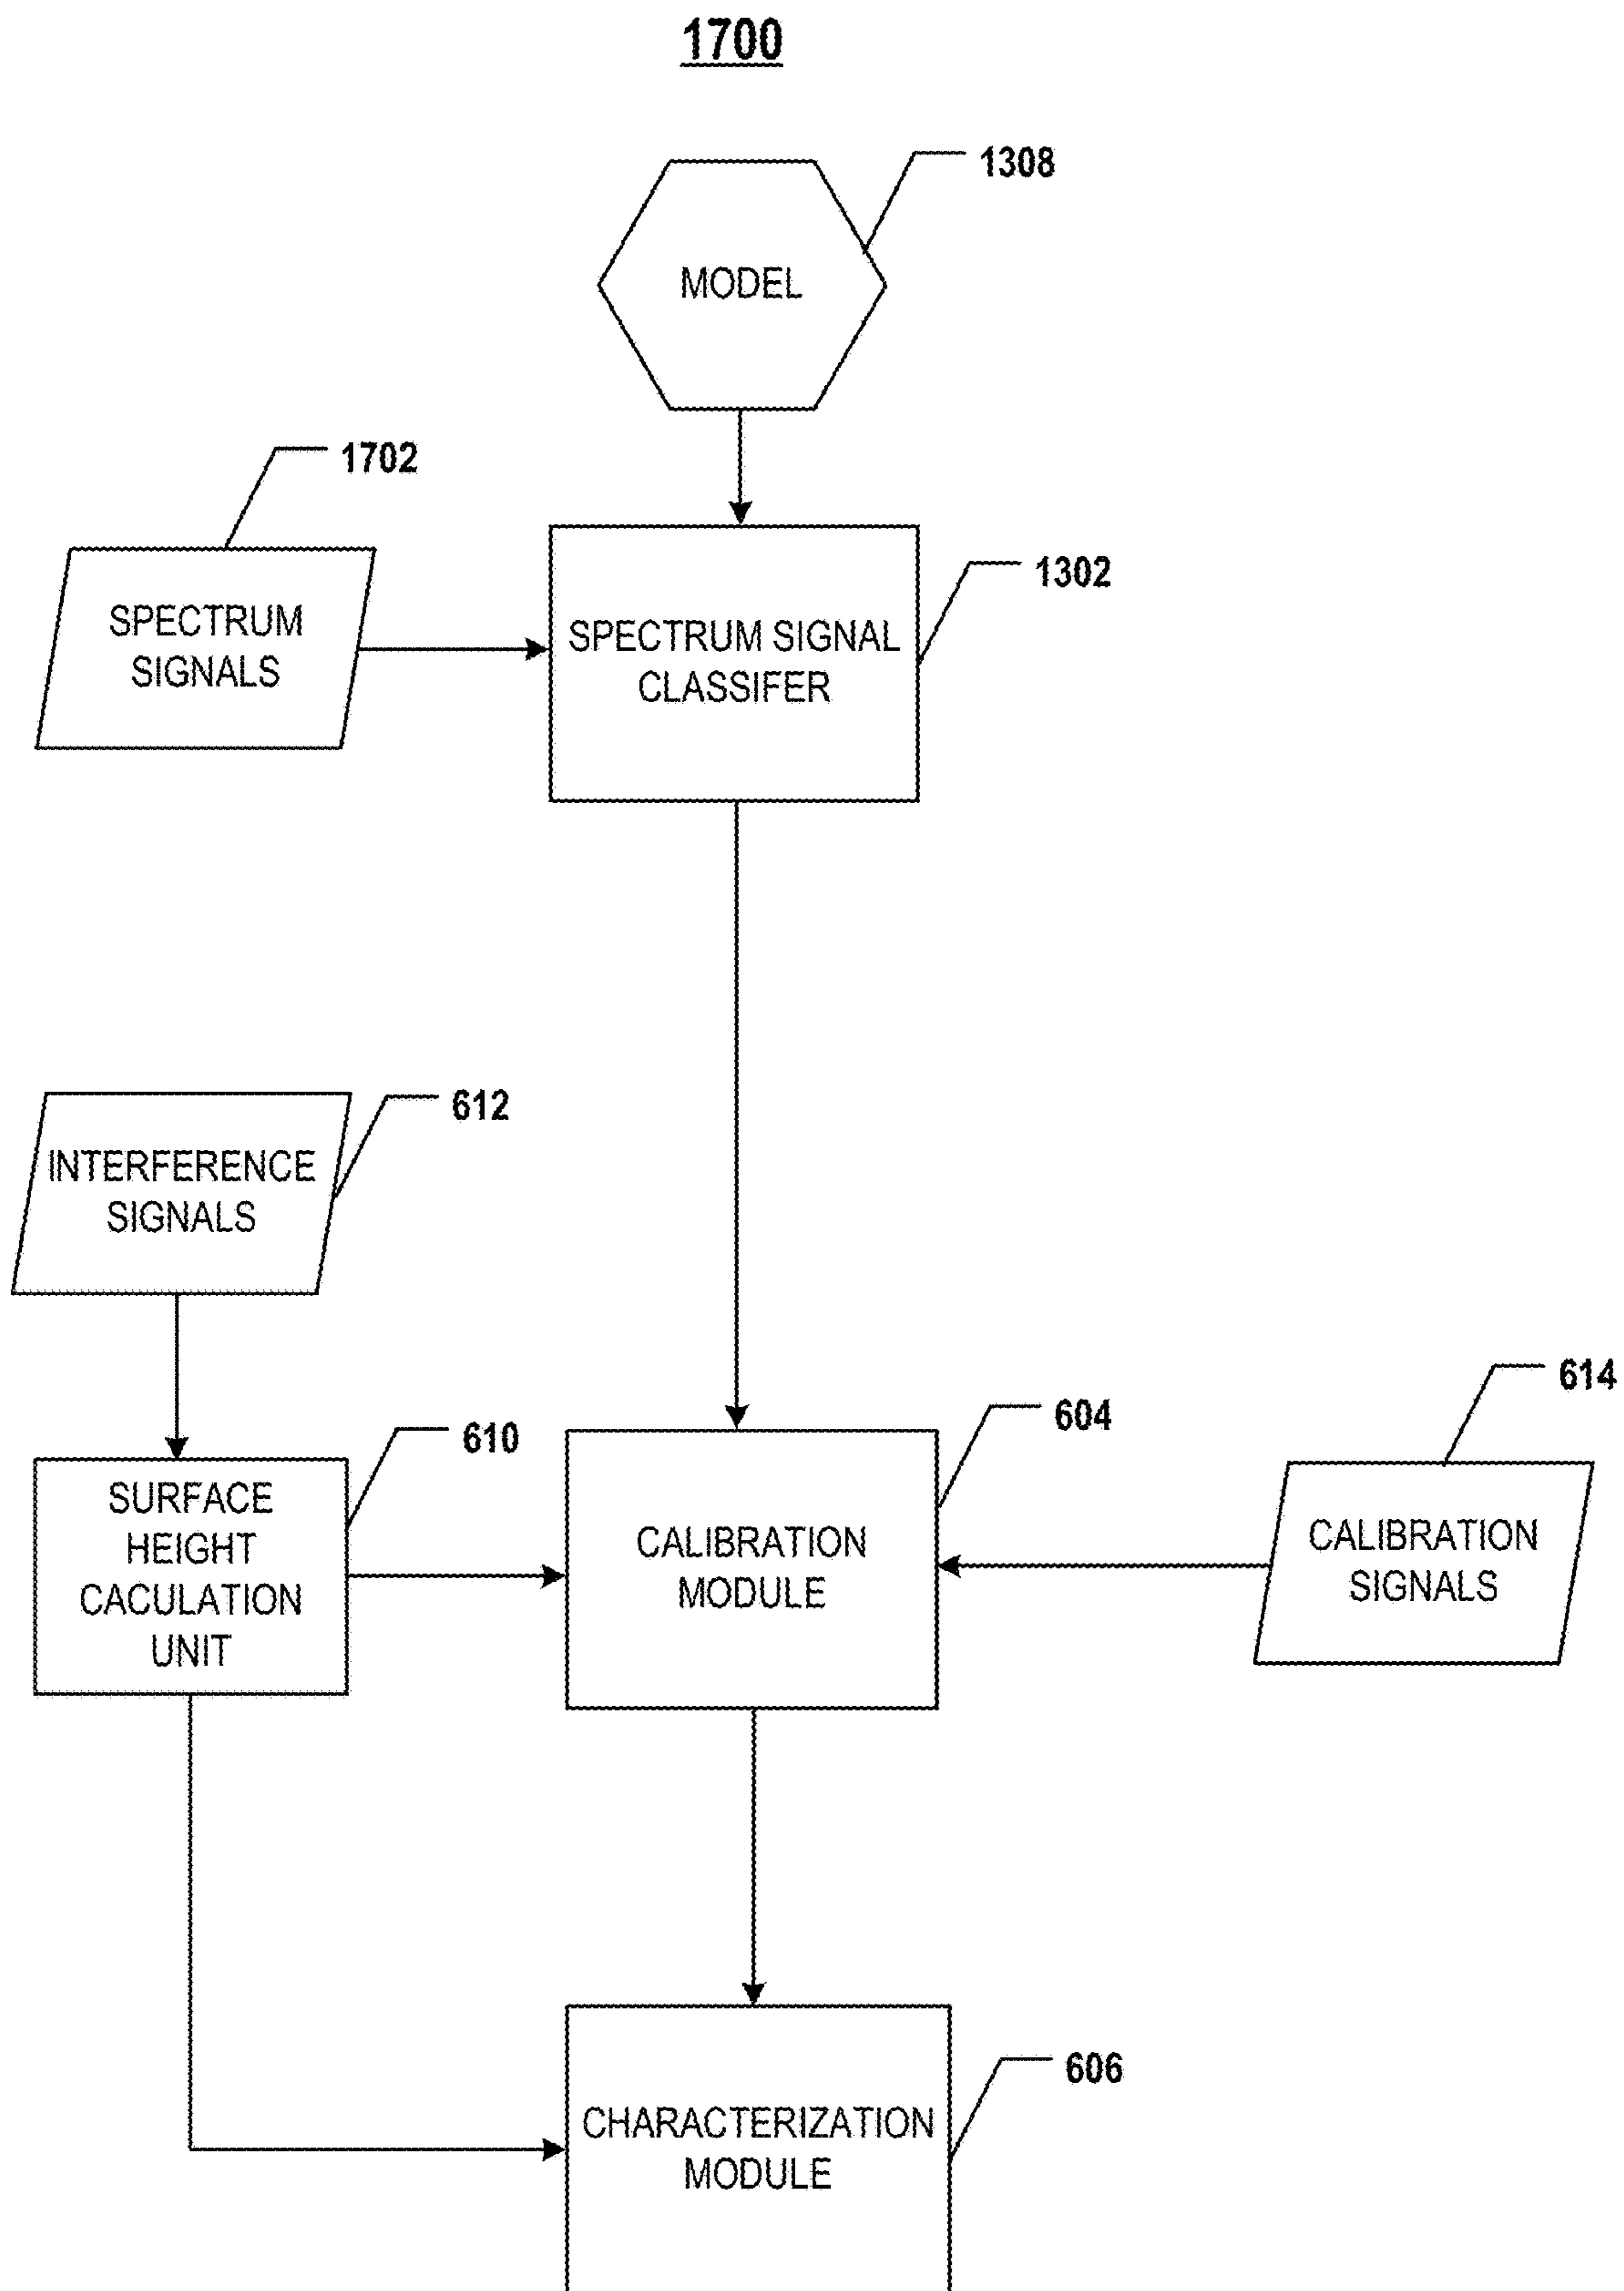 1700
1308
MODEL
1702
SPECTRUM
SIGNALS
1302
SPECTRUM SIGNAL
CLASSIFER
612
INTERFERENCE
SIGNALS
614
604
610
SURFACE
HEIGHT
CACULATION
UNIT
CALIBRATION
MODULE
CALIBRATION
SIGNALS
606
CHARACTERIZATION
MODULE